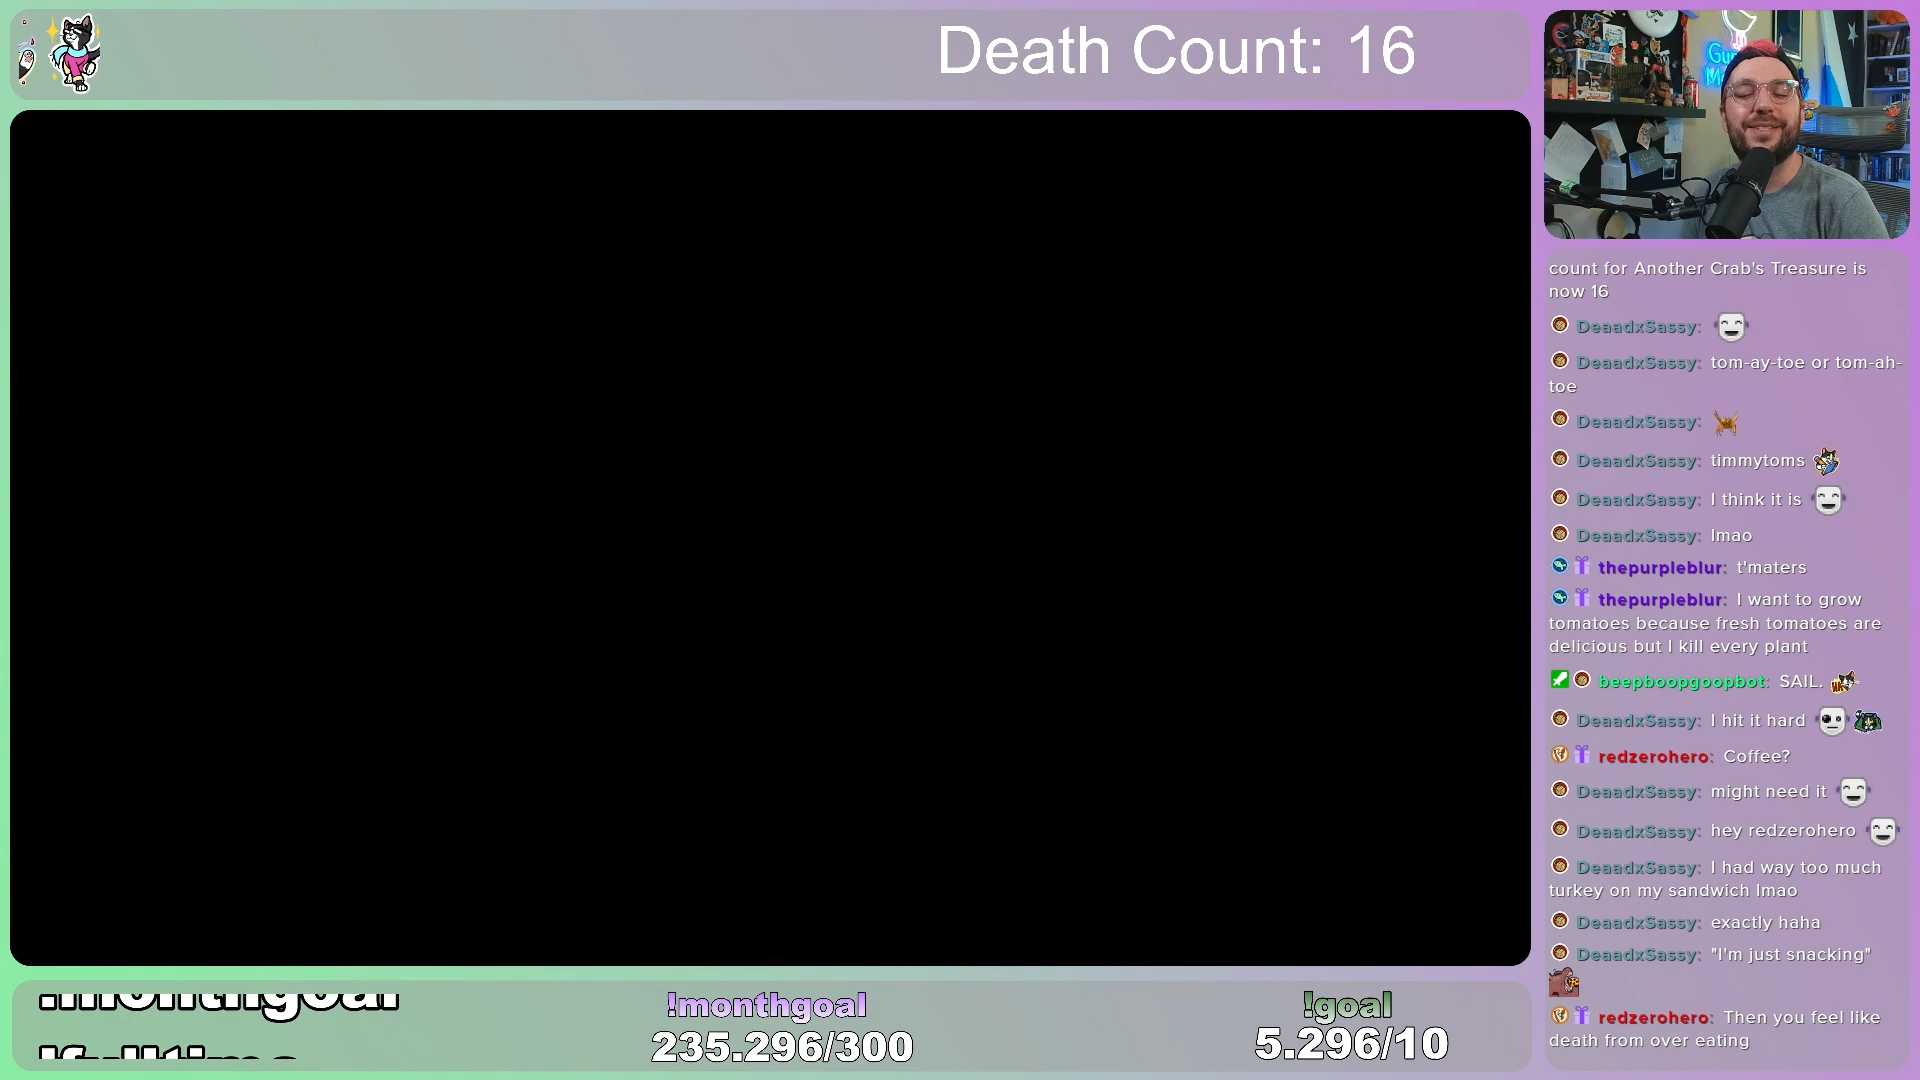 Death Count: 16
count for Another Crab's Treasure is
now 16
DeaadxSassy:
DeaadxSassy: tom-ay-toe or tom-ah-
toe
DeaadxSassy:
DeaadxSassy: timmytoms
DeaadxSassy: I think it is
DeaadxSassy: lmao
thepurpleblur: t'maters
thepurpleblur: I want to grow
tomatoes because fresh tomatoes are
delicious but I kill every plant
beepboopgoopbot: SAIL.
DeaadxSassy: I hit it hard
redzerohero: Coffee?
DeaadxSassy: might need it
DeaadxSassy: hey redzerohero
DeaadxSassy: I had way too much
turkey on my sandwich lmao
DeaadxSassy: exactly haha
DeaadxSassy: "I'm just snacking"
redzerohero: Then you feel like
death from over eating
!monthgoal
!monthgoal
235.296/300
!goal
5.296/10